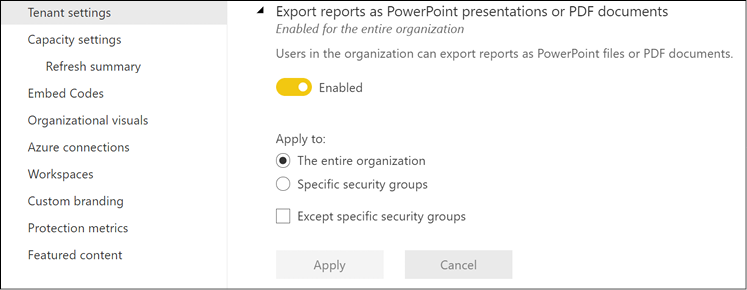 Tenant settings
Capacity settings
Refresh summary
Embed Codes
Organizational visuals
Azure connections
Workspaces
Custom branding
Protection metrics
Featured content
Export reports as PowerPoint presentations or PDF documents
Enabled for the entire organization
Users in the organization can export reports as PowerPoint files or PDF documents.
Enabled
Apply to:
The entire organization
Specific security groups
Except specific security groups
Apply
Cancel